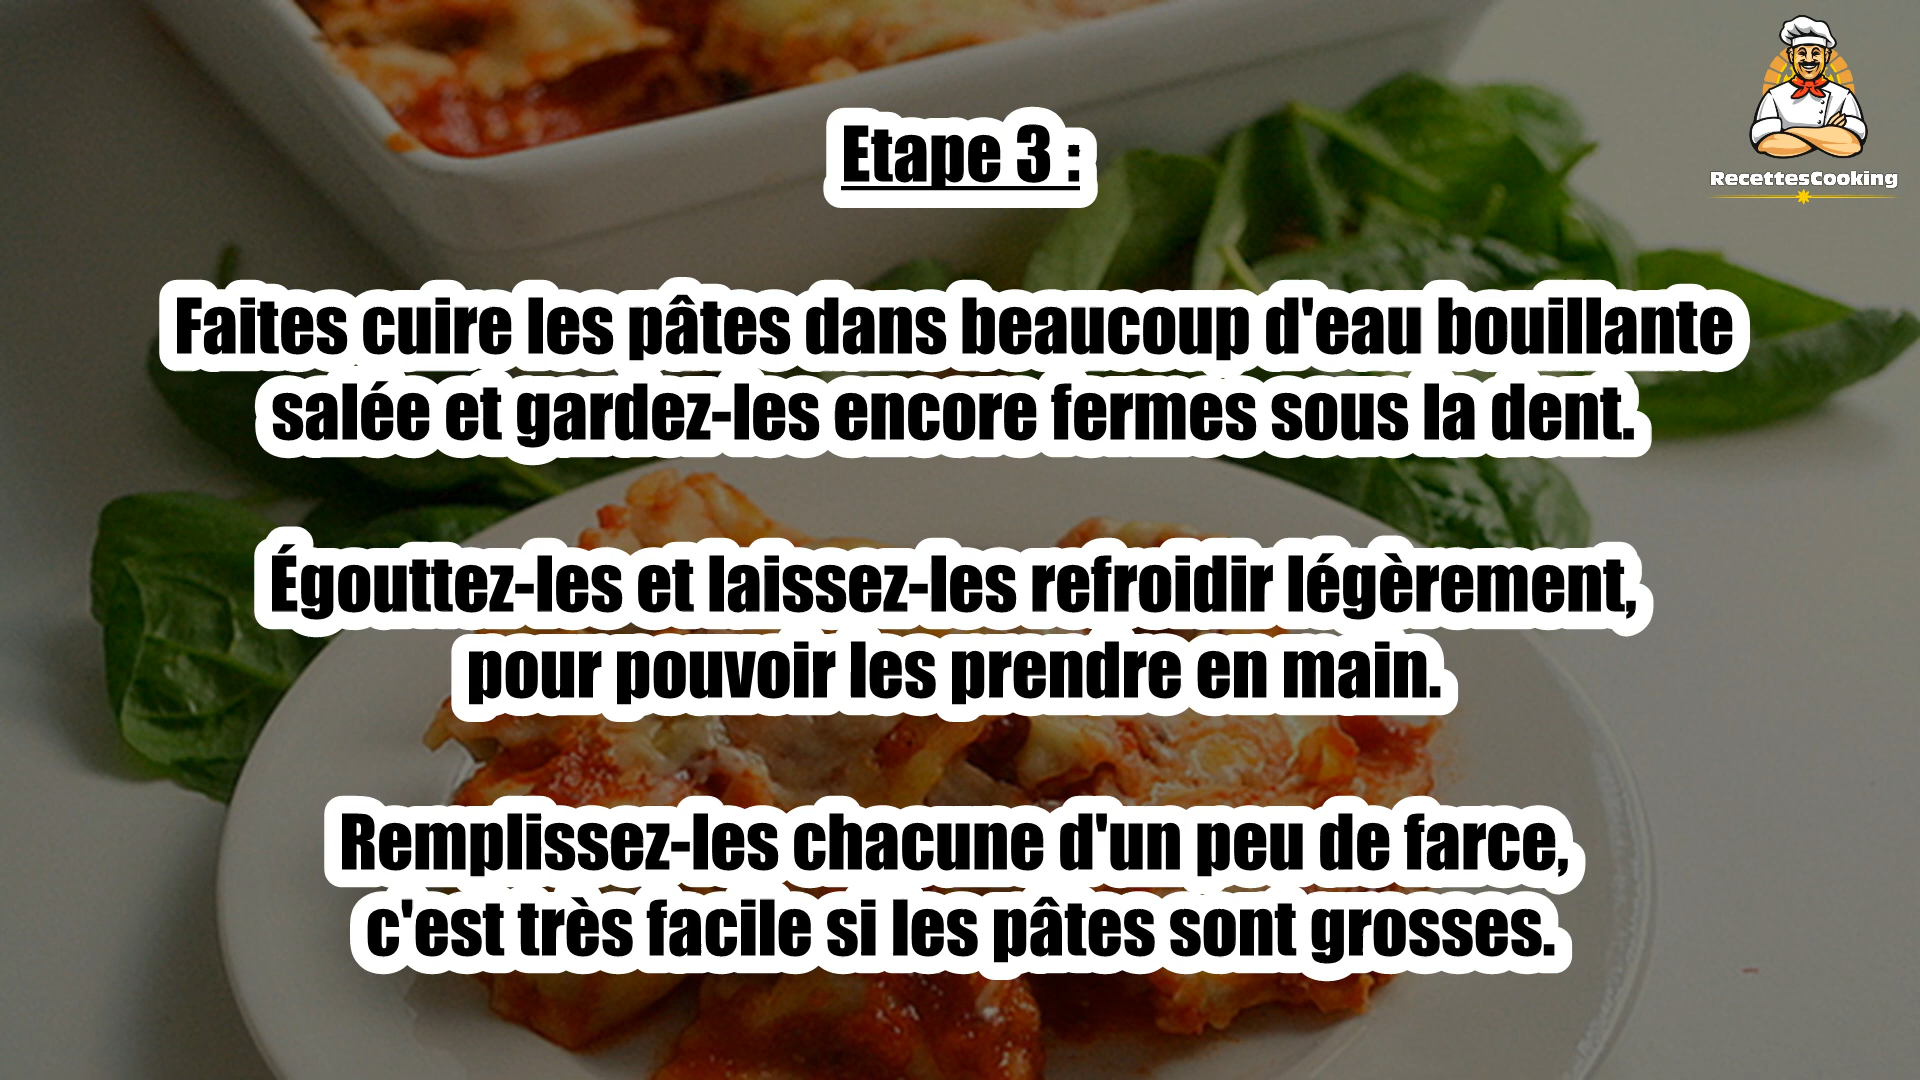 RecettesCooking
Etape 3 :
Faites cuire les pâtes dans beaucoup d'eau bouillante
salée et gardez-les encore fermes sous la dent.
Égouttez-les et laissez-les refroidir légèrement,
pour pouvoir les prendre en main.
Remplissez-les chacune d'un peu de farce,
c'est très facile si les pâtes sont grosses.